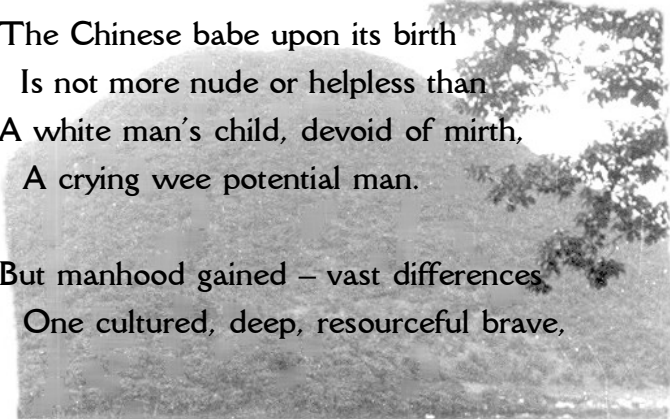 The Chinese babe upon its birth
Is not more nude or helpless than
A white man's child, devoid of mirth,
A crying wee potential man.
But manhood gained – vast differences
One cultured, deep, resourceful brave,